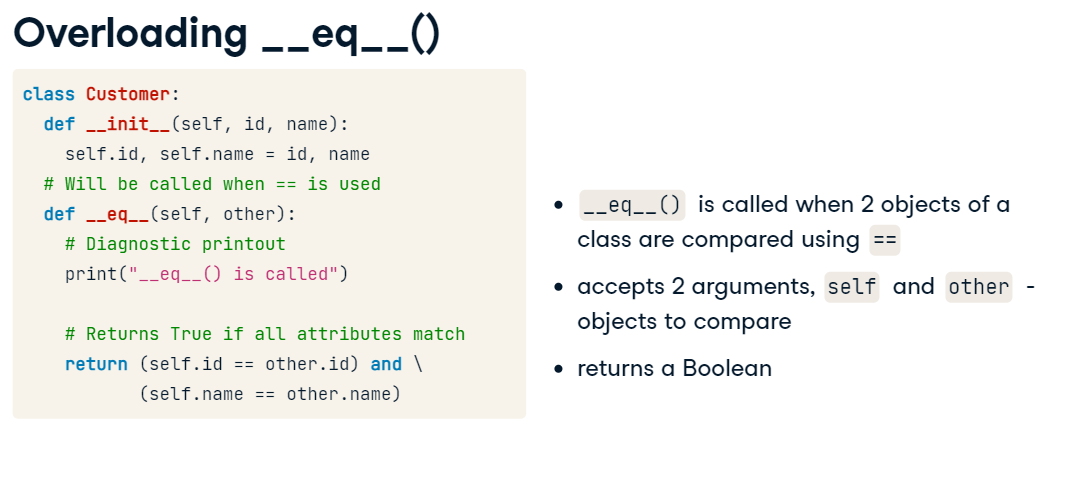 Overloading __eq__()
class Customer:
  def __init__(self, id, name):
    self.id, self.name = id, name
  # Will be called when == is used
  def __eq__(self, other):
    # Diagnostic printout
    print("__eq__() is called")

    # Returns True if all attributes match
    return (self.id == other.id) and \
           (self.name == other.name)
• __eq__() is called when 2 objects of a
class are compared using ==
• accepts 2 arguments, self and other -
objects to compare
• returns a Boolean